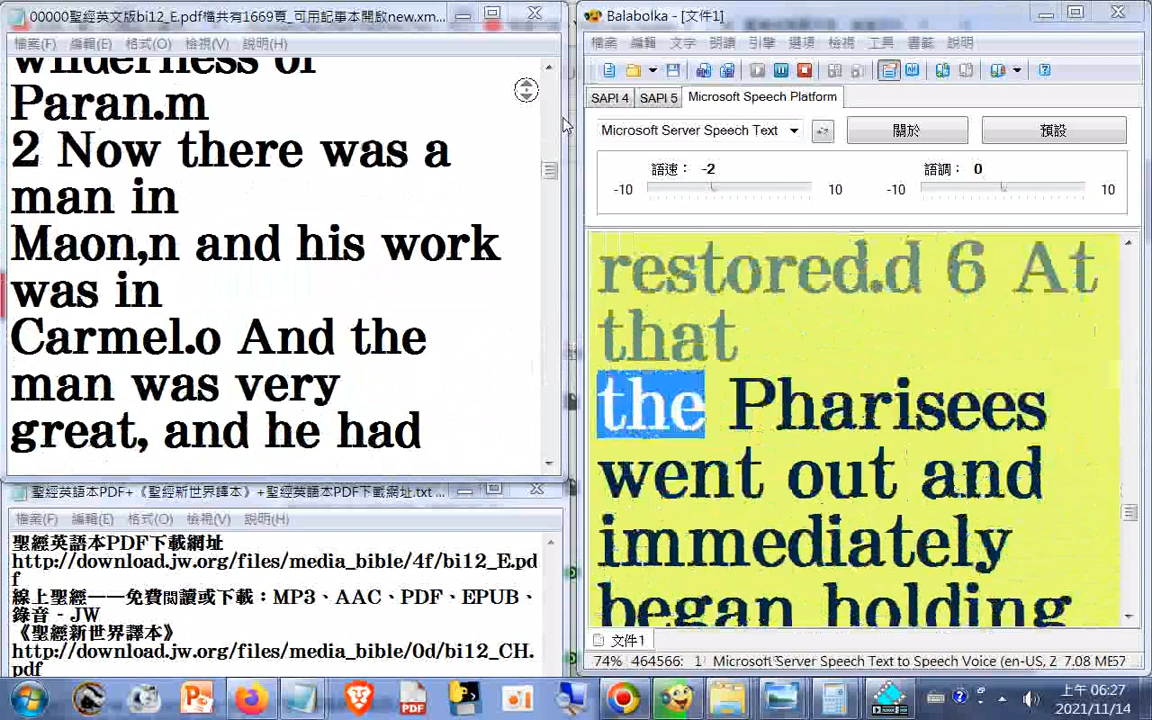 00000聖經英文版bi12_E.pdf檔共有1669頁_可用記事本開啟new.xm...
檔案(F) 編輯(E) 格式(O) 檢視(V) 說明(H)
wilderness of
Paran.m
2 Now there was a
man in
Maon,n and his work
was in
Carmel.o And the
man was very
great, and he had
聖經英語本PDF+《聖經新世界譯本》+聖經英語本PDF下載網址.txt ...
檔案(F) 編輯(E) 格式(O) 檢視(V) 說明(H)
聖經英語本PDF下載網址
http://download.jw.org/files/media_bible/4f/bi12_E.pd
f
線上聖經——免費閱讀或下載：MP3、AAC、PDF、EPUB、
錄音 - JW
《聖經新世界譯本》
http://download.jw.org/files/media_bible/0d/bi12_CH.
pdf
Balabolka - [文件1]
檔案 編輯 文字 朗讀 引擎 選項 檢視 工具 書籤 說明
SAPI 4 SAPI 5 Microsoft Speech Platform
Microsoft Server Speech Text 關於 預設
語速： -2 語調： 0
-10 10 -10 10
restored.d 6 At
that
the Pharisees
went out and
immediately
began holding
文件1
74% 464566: 1 Microsoft Server Speech Text to Speech Voice (en-US, Z 7.08 ME57
上午 06:27
2021/11/14